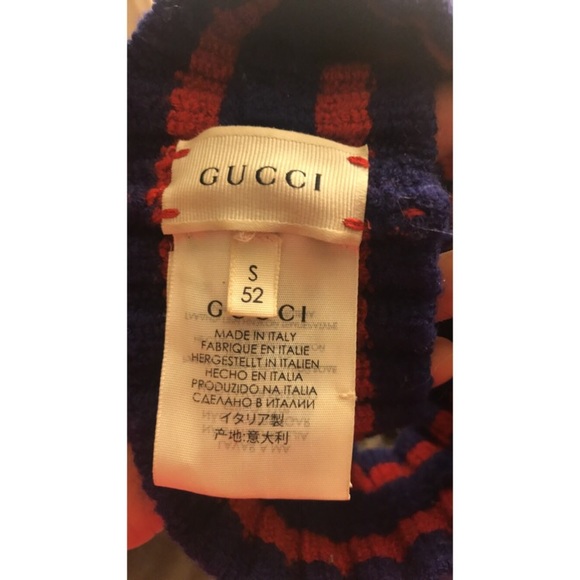 GUCCI
S
52
GUCCI
MADE IN ITALY
FABRIQUE EN ITALIE
HERGESTELLT IN ITALIEN
HECHO EN ITALIA
PRODUZIDO NA ITALIA
СДЕЛАНО В ИТАЛИИ
イタリア製
产地:意大利